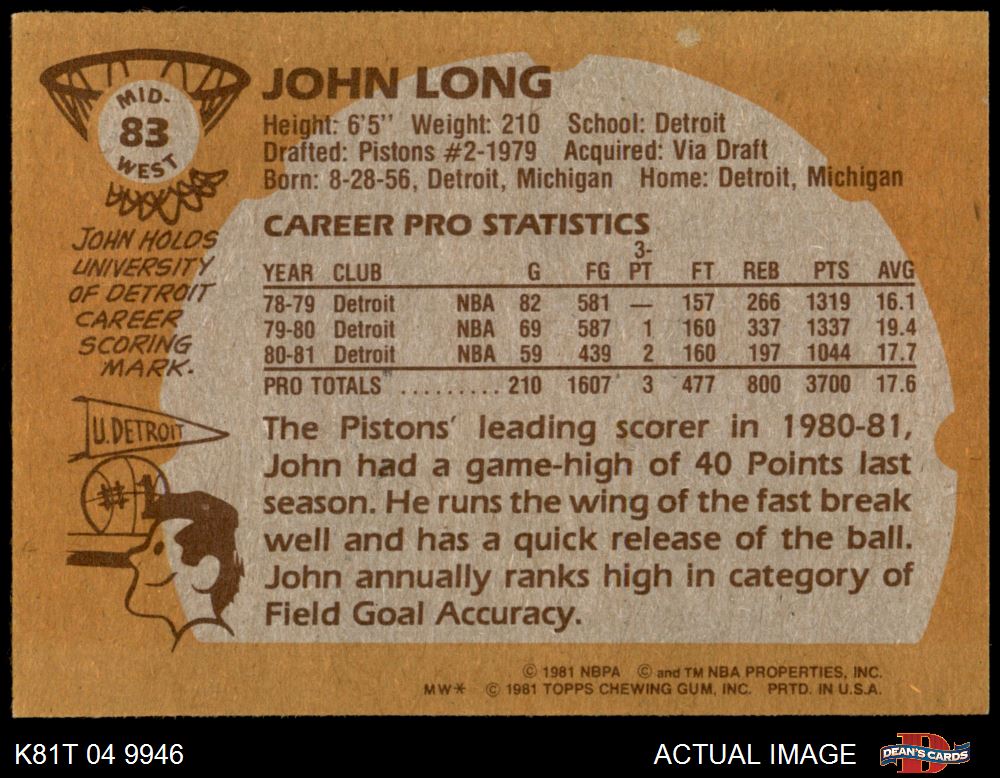 MID-
83
WEST
JOHN LONG
Height: 6'5'' Weight: 210 School: Detroit
Drafted: Pistons #2-1979 Acquired: Via Draft
Born: 8-28-56, Detroit, Michigan Home: Detroit, Michigan
JOHN HOLDS
UNIVERSITY
OF DETROIT
CAREER
SCORING
MARK.
U. DETROIT
#1
CAREER PRO STATISTICS
YEAR CLUB G FG 3-PT FT REB PTS AVG
78-79 Detroit NBA 82 581 — 157 266 1319 16.1
79-80 Detroit NBA 69 587 1 160 337 1337 19.4
80-81 Detroit NBA 59 439 2 160 197 1044 17.7
PRO TOTALS .......... 210 1607 3 477 800 3700 17.6
The Pistons' leading scorer in 1980-81,
John had a game-high of 40 Points last
season. He runs the wing of the fast break
well and has a quick release of the ball.
John annually ranks high in category of
Field Goal Accuracy.
© 1981 NBPA © and TM NBA PROPERTIES, INC.
MW* © 1981 TOPPS CHEWING GUM, INC. PRTD. IN U.S.A.
K81T 04 9946
ACTUAL IMAGE
D
DEAN'S CARDS